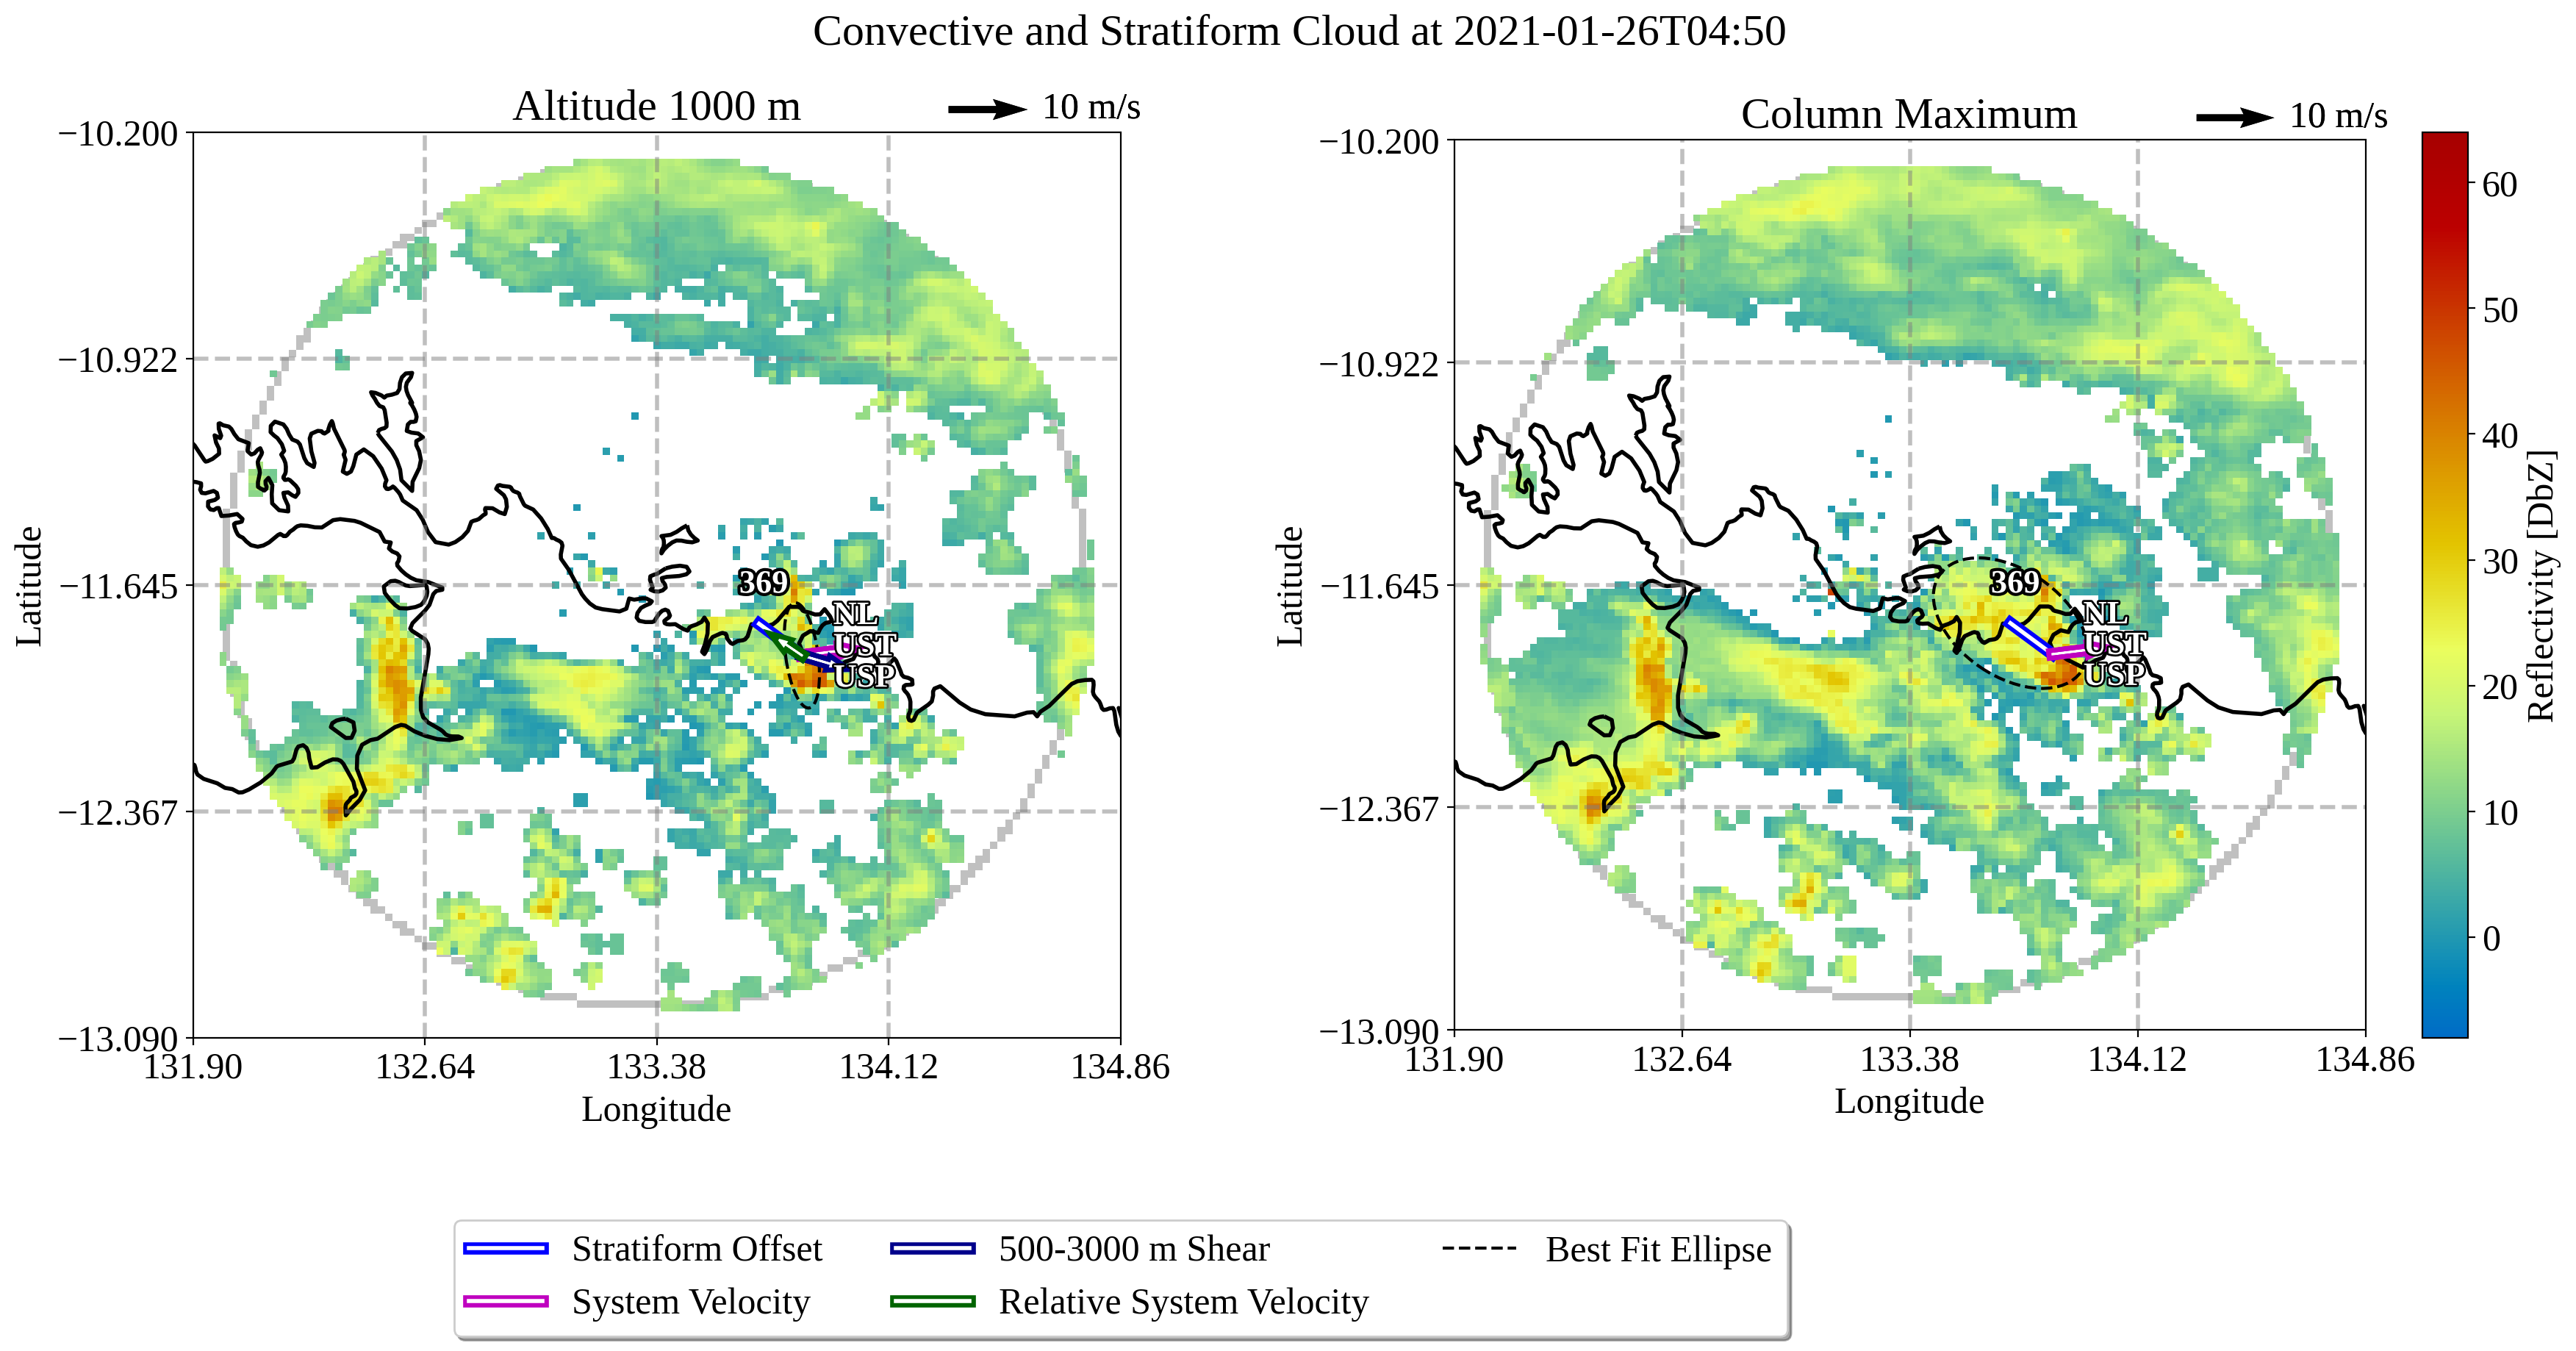 Convective and Stratiform Cloud at 2021-01-26T04:50
Altitude 1000 m
10 m/s
−10.200
−10.922
−11.645
−12.367
−13.090
Latitude
131.90
132.64
133.38
134.12
134.86
Longitude
369
NL
UST
USP
Column Maximum
10 m/s
−10.200
−10.922
−11.645
−12.367
−13.090
Latitude
131.90
132.64
133.38
134.12
134.86
Longitude
369
NL
UST
USP
60
50
40
30
20
10
0
Reflectivity [DbZ]
Stratiform Offset
System Velocity
500-3000 m Shear
Relative System Velocity
Best Fit Ellipse